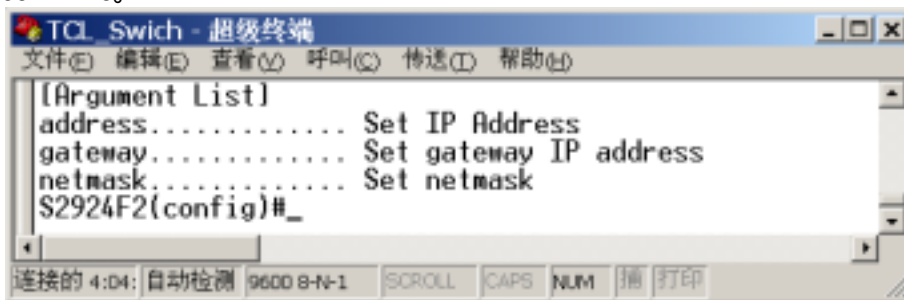 TCL_Swich - 超级终端
文件(F) 编辑(E) 查看(V) 呼叫(C) 传送(T) 帮助(H)
[Argument List]
address............. Set IP Address
gateway............. Set gateway IP address
netmask............. Set netmask
S2924F2(config)#_
连接的 4:04: 自动检测 9600 8-N-1 SCROLL CAPS NUM 捕 打印